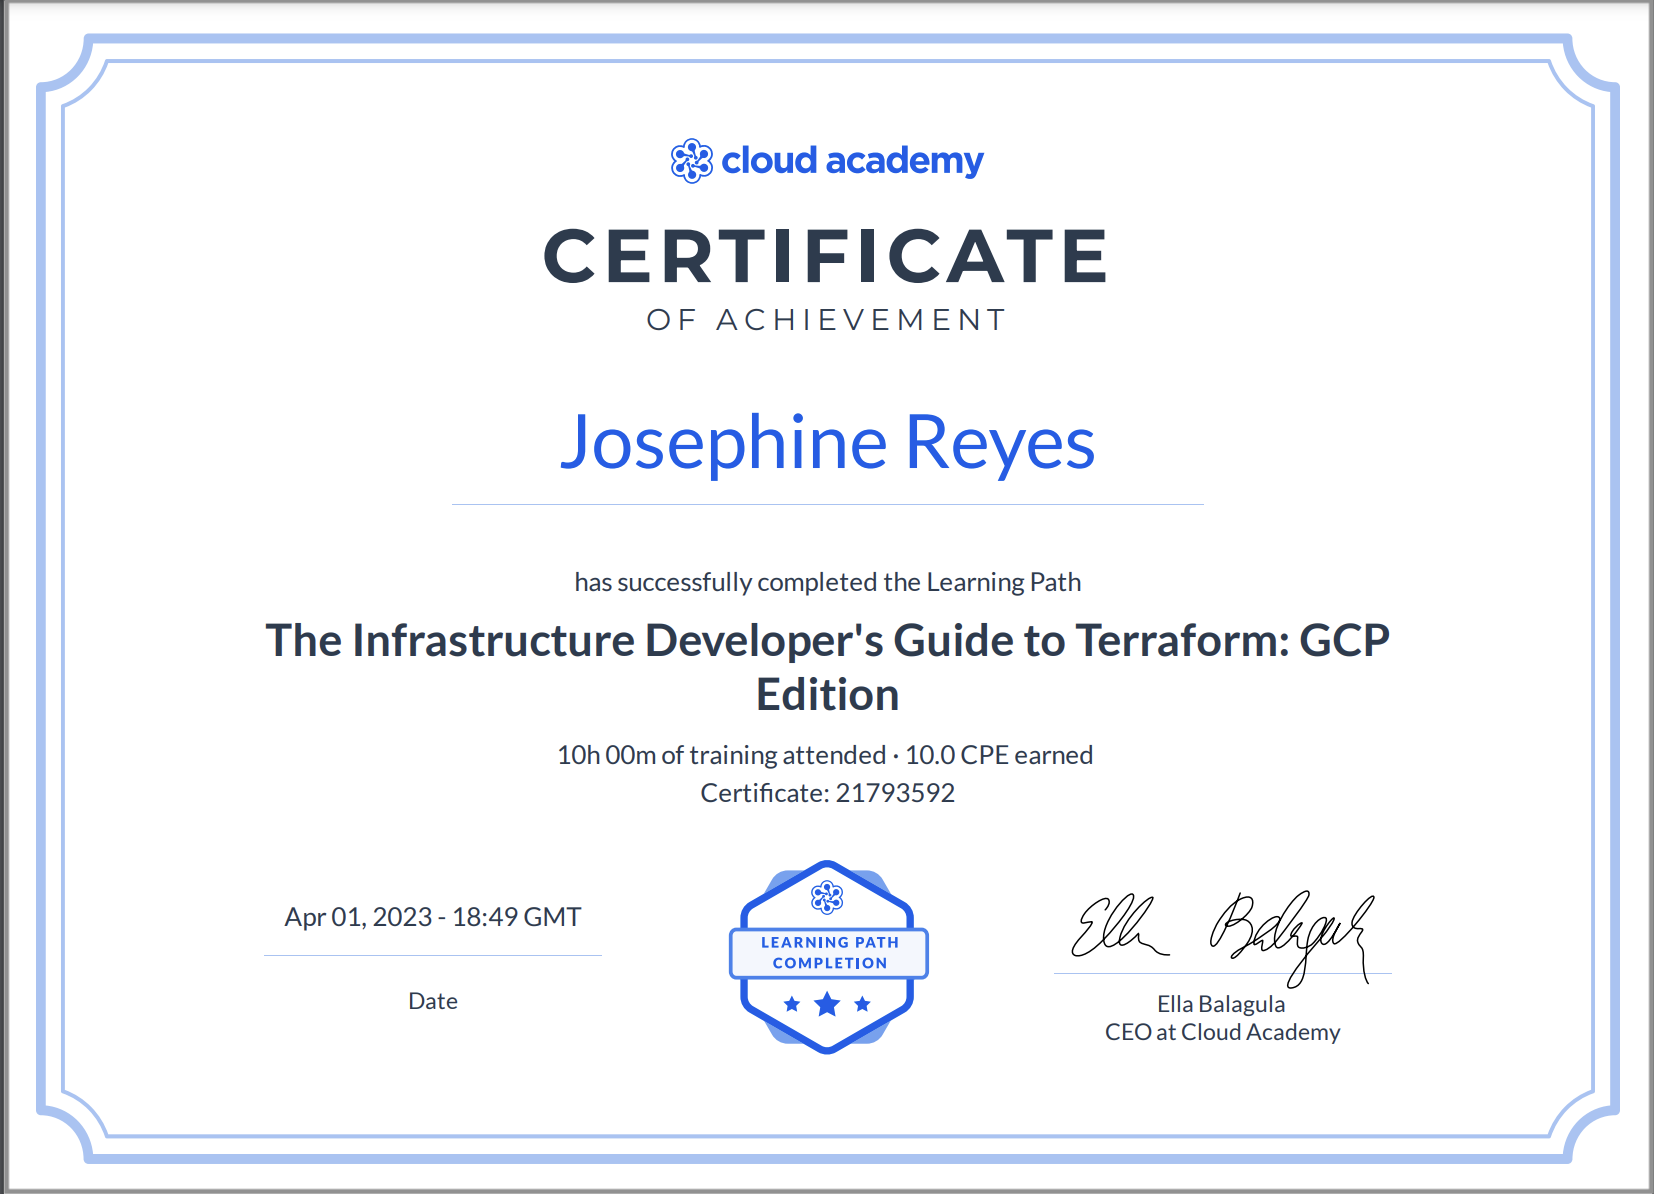 cloud academy
CERTIFICATE
OF ACHIEVEMENT
Josephine Reyes
has successfully completed the Learning Path
The Infrastructure Developer's Guide to Terraform: GCP
Edition
10h 00m of training attended · 10.0 CPE earned
Certificate: 21793592
Apr 01, 2023 - 18:49 GMT
Date
LEARNING PATH
COMPLETION
Ella Balagula
Ella Balagula
CEO at Cloud Academy